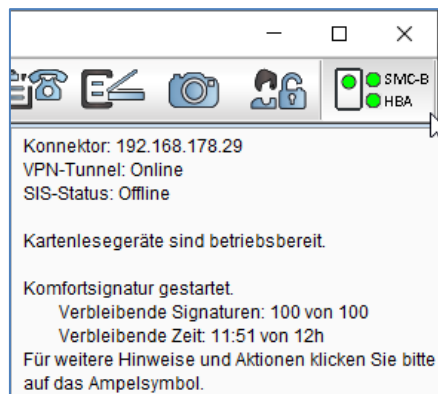 SMC-B
HBA
Konnektor: 192.168.178.29
VPN-Tunnel: Online
SIS-Status: Offline
Kartenlesegeräte sind betriebsbereit.
Komfortsignatur gestartet.
Verbleibende Signaturen: 100 von 100
Verbleibende Zeit: 11:51 von 12h
Für weitere Hinweise und Aktionen klicken Sie bitte
auf das Ampelsymbol.